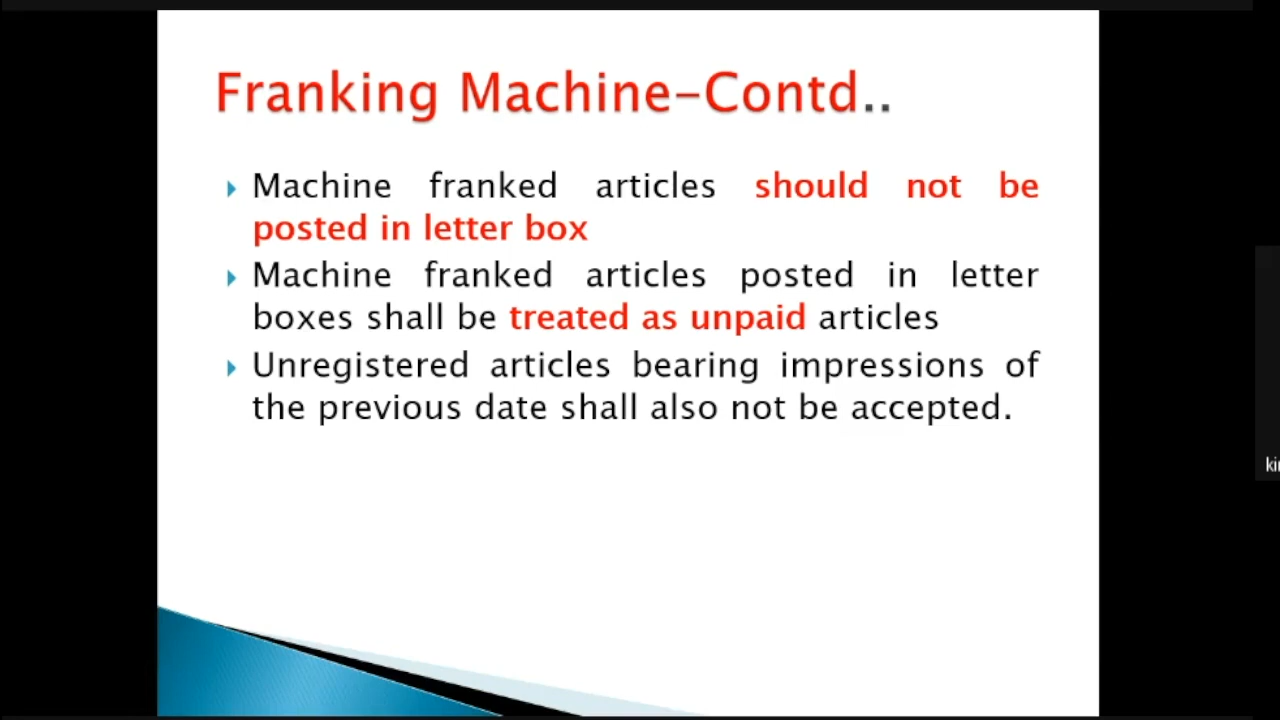 Franking Machine-Contd..
Machine franked articles should not be
posted in letter box
Machine franked articles posted in letter
boxes shall be treated as unpaid articles
Unregistered articles bearing impressions of
the previous date shall also not be accepted.